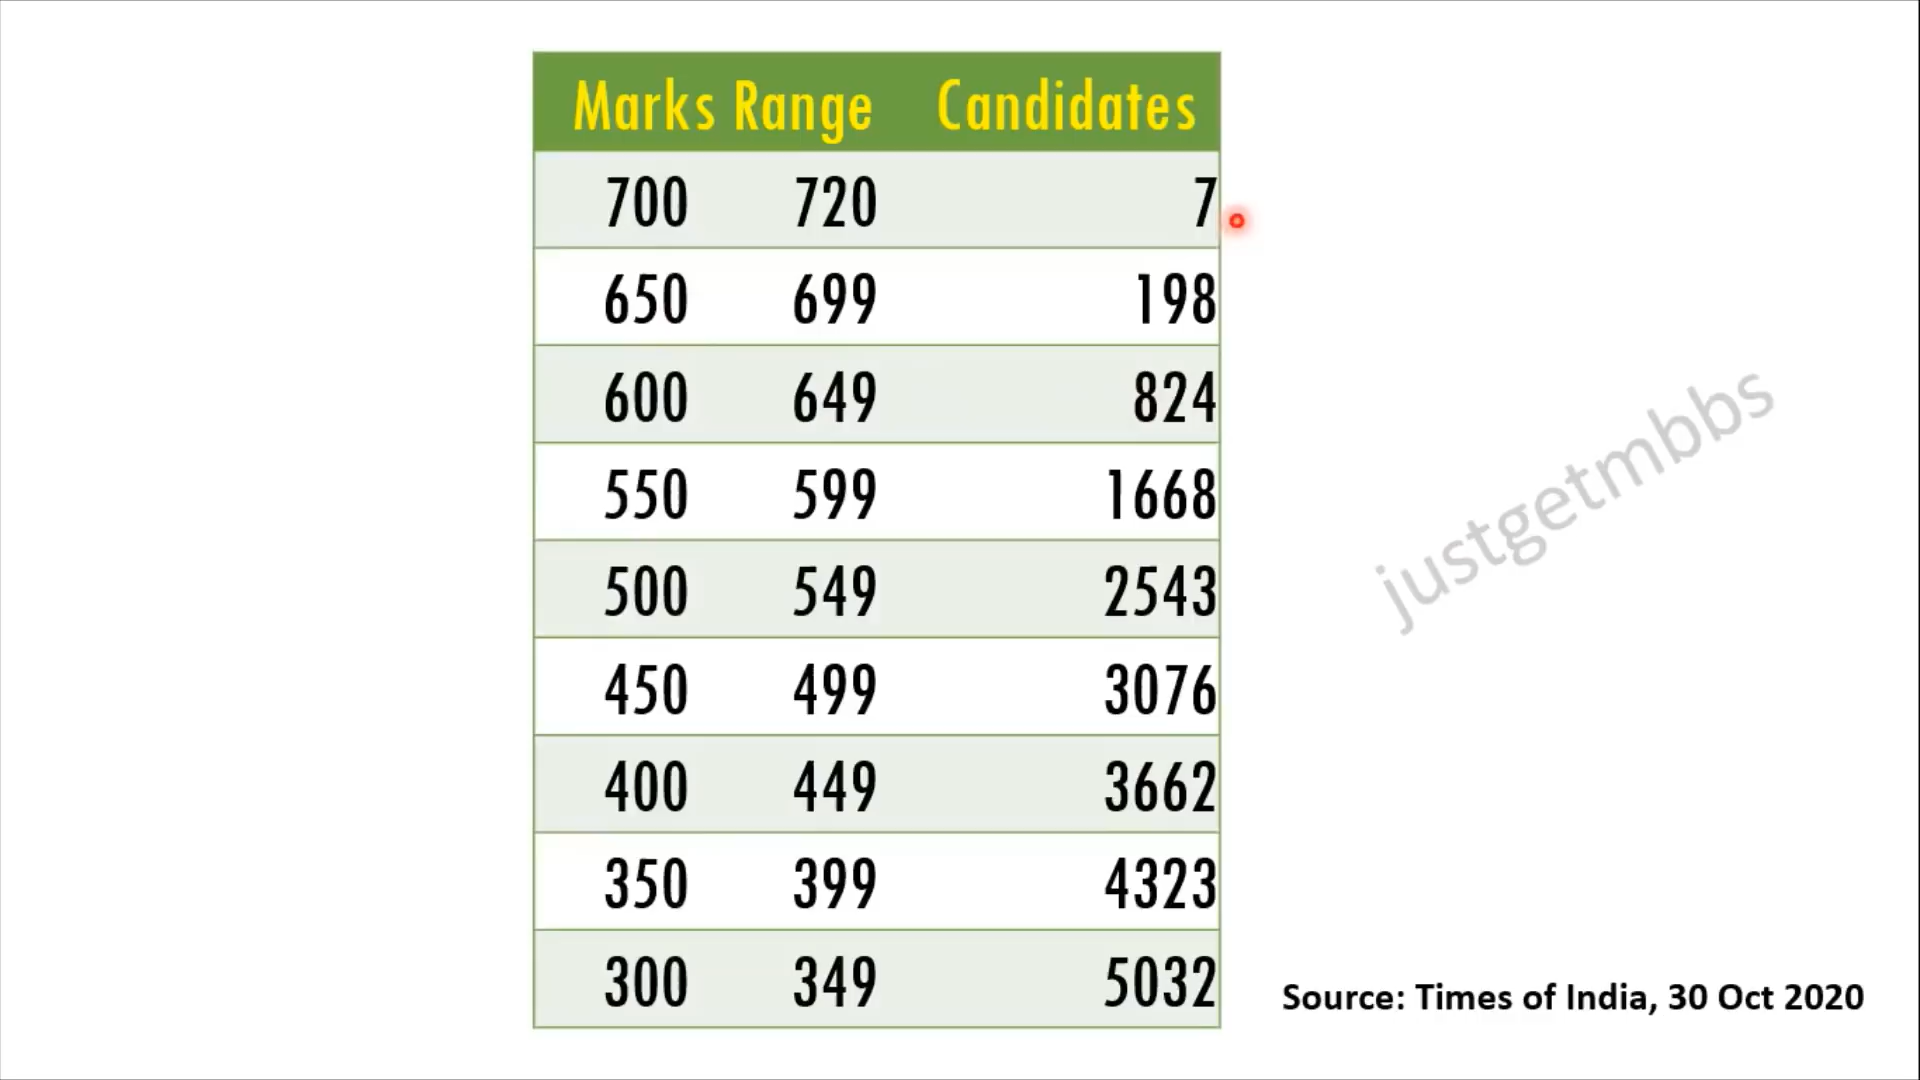 Marks Range Candidates
700 720 7
650 699 198
600 649 824
550 599 1668
500 549 2543
450 499 3076
400 449 3662
350 399 4323
300 349 5032
justgetmbbs
Source: Times of India, 30 Oct 2020